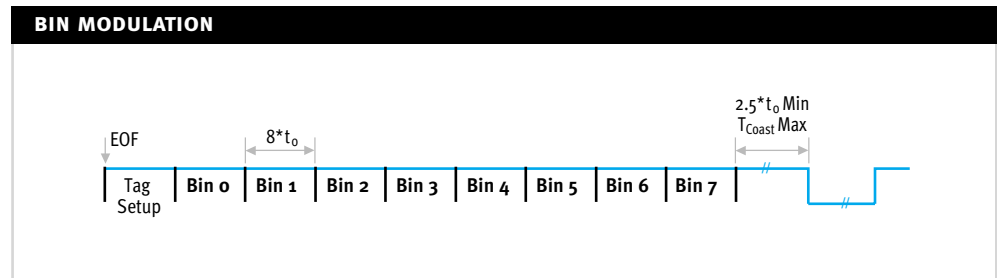 BIN MODULATION
2.5*t₀ Min
T_Coast Max
EOF
8*t₀
Tag Setup
Bin 0
Bin 1
Bin 2
Bin 3
Bin 4
Bin 5
Bin 6
Bin 7